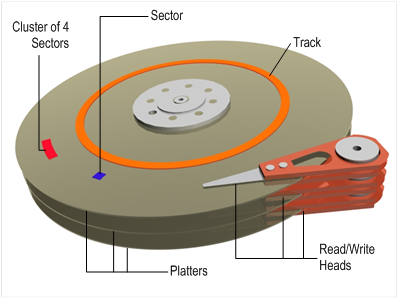 Sector
Cluster of 4
Sectors
Track
Read/Write
Heads
Platters